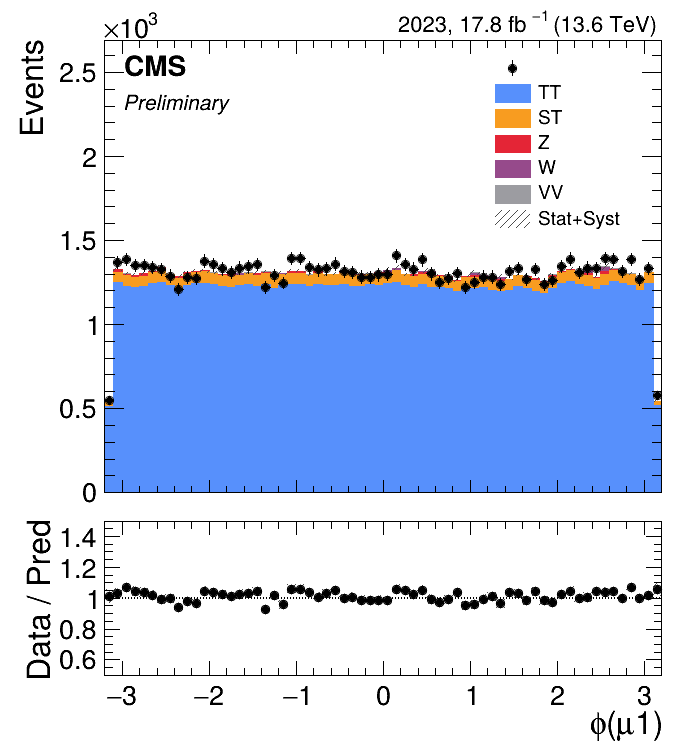 ×10³
2023, 17.8 fb⁻¹ (13.6 TeV)
Events
CMS
Preliminary
TT
ST
Z
W
VV
Stat+Syst
2.5
2
1.5
1
0.5
0
Data / Pred
1.4
1.2
1
0.8
0.6
−3 −2 −1 0 1 2 3
ϕ(μ1)